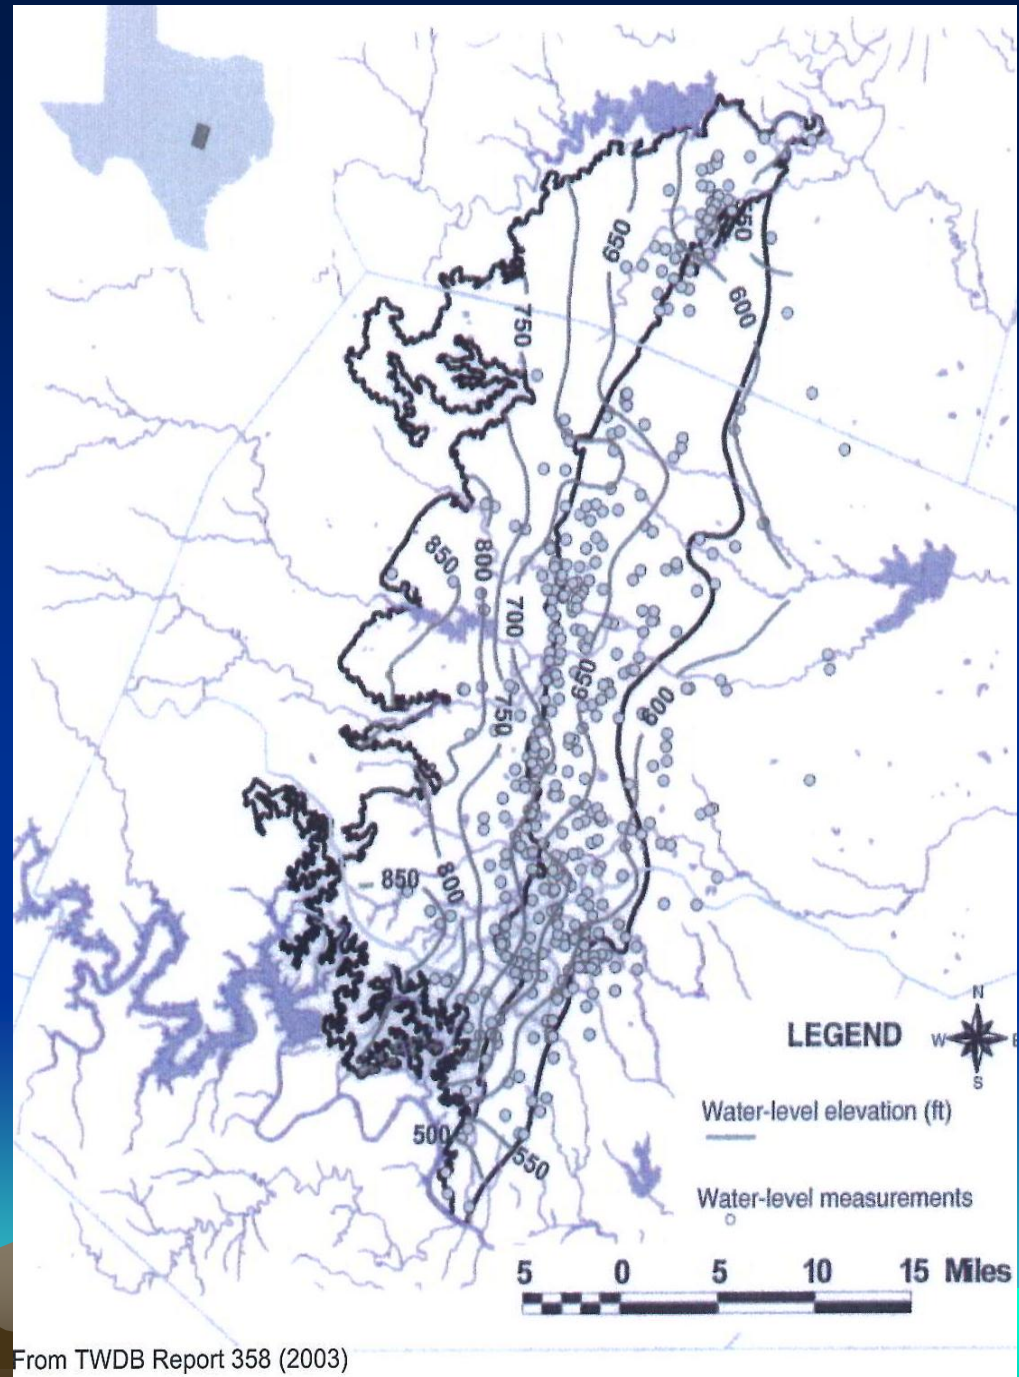 650
550
600
750
850
800
700
650
750
600
850
800
N
W
E
S
LEGEND
Water-level elevation (ft)
500
550
Water-level measurements
5 0 5 10 15 Miles
From TWDB Report 358 (2003)